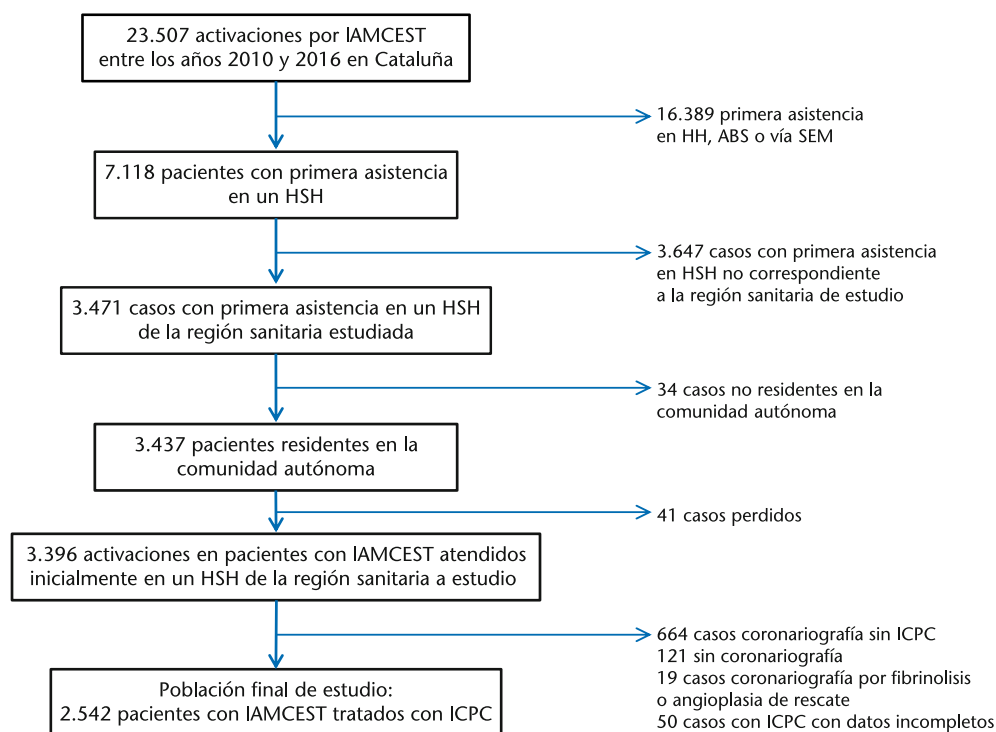 23.507 activaciones por IAMCEST
entre los años 2010 y 2016 en Cataluña
16.389 primera asistencia
en HH, ABS o vía SEM
7.118 pacientes con primera asistencia
en un HSH
3.647 casos con primera asistencia
en HSH no correspondiente
a la región sanitaria de estudio
3.471 casos con primera asistencia en un HSH
de la región sanitaria estudiada
34 casos no residentes en la
comunidad autónoma
3.437 pacientes residentes en la
comunidad autónoma
41 casos perdidos
3.396 activaciones en pacientes con IAMCEST atendidos
inicialmente en un HSH de la región sanitaria a estudio
664 casos coronariografía sin ICPC
121 sin coronariografía
19 casos coronariografía por fibrinolisis
o angioplasia de rescate
50 casos con ICPC con datos incompletos
Población final de estudio:
2.542 pacientes con IAMCEST tratados con ICPC